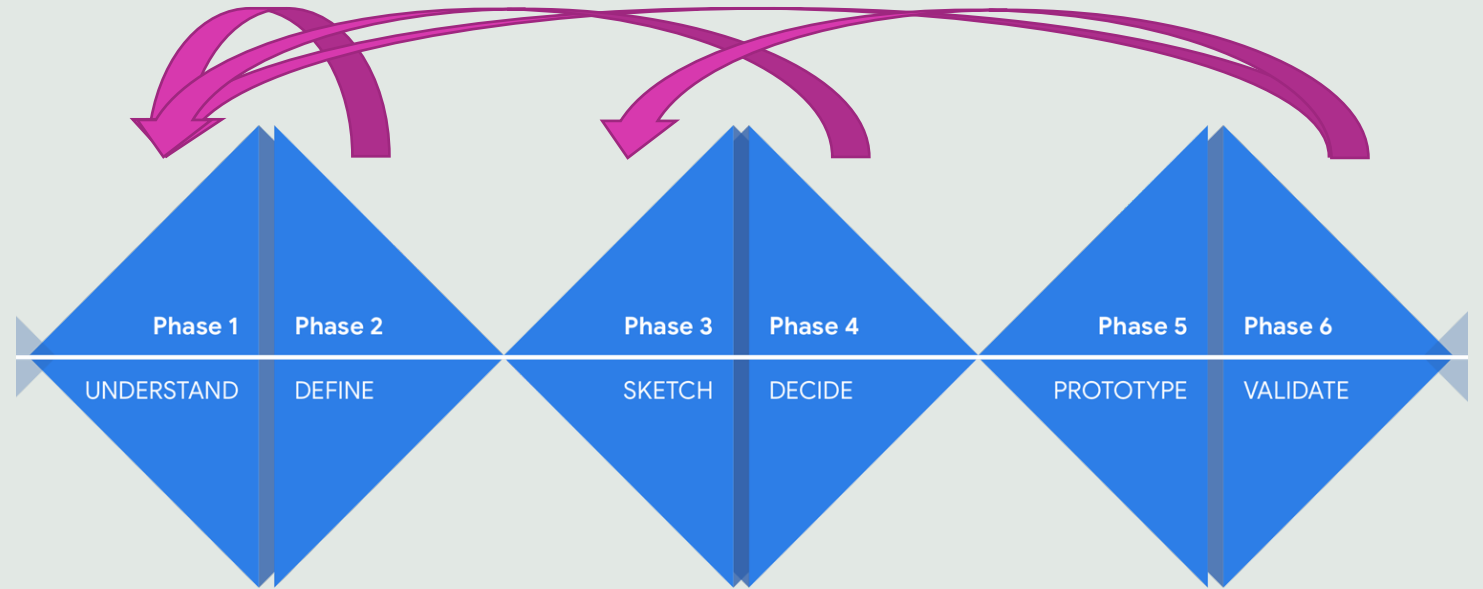 Phase 1
UNDERSTAND
Phase 2
DEFINE
Phase 3
SKETCH
Phase 4
DECIDE
Phase 5
PROTOTYPE
Phase 6
VALIDATE